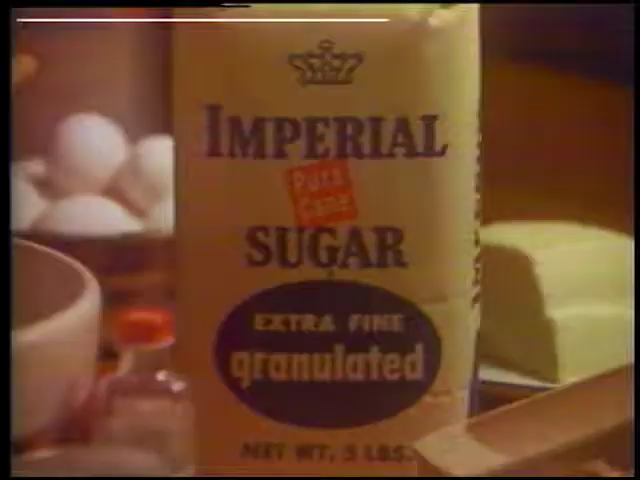 IMPERIAL
Pure
Cane
SUGAR
EXTRA FINE
granulated
NET WT. 5 LBS.